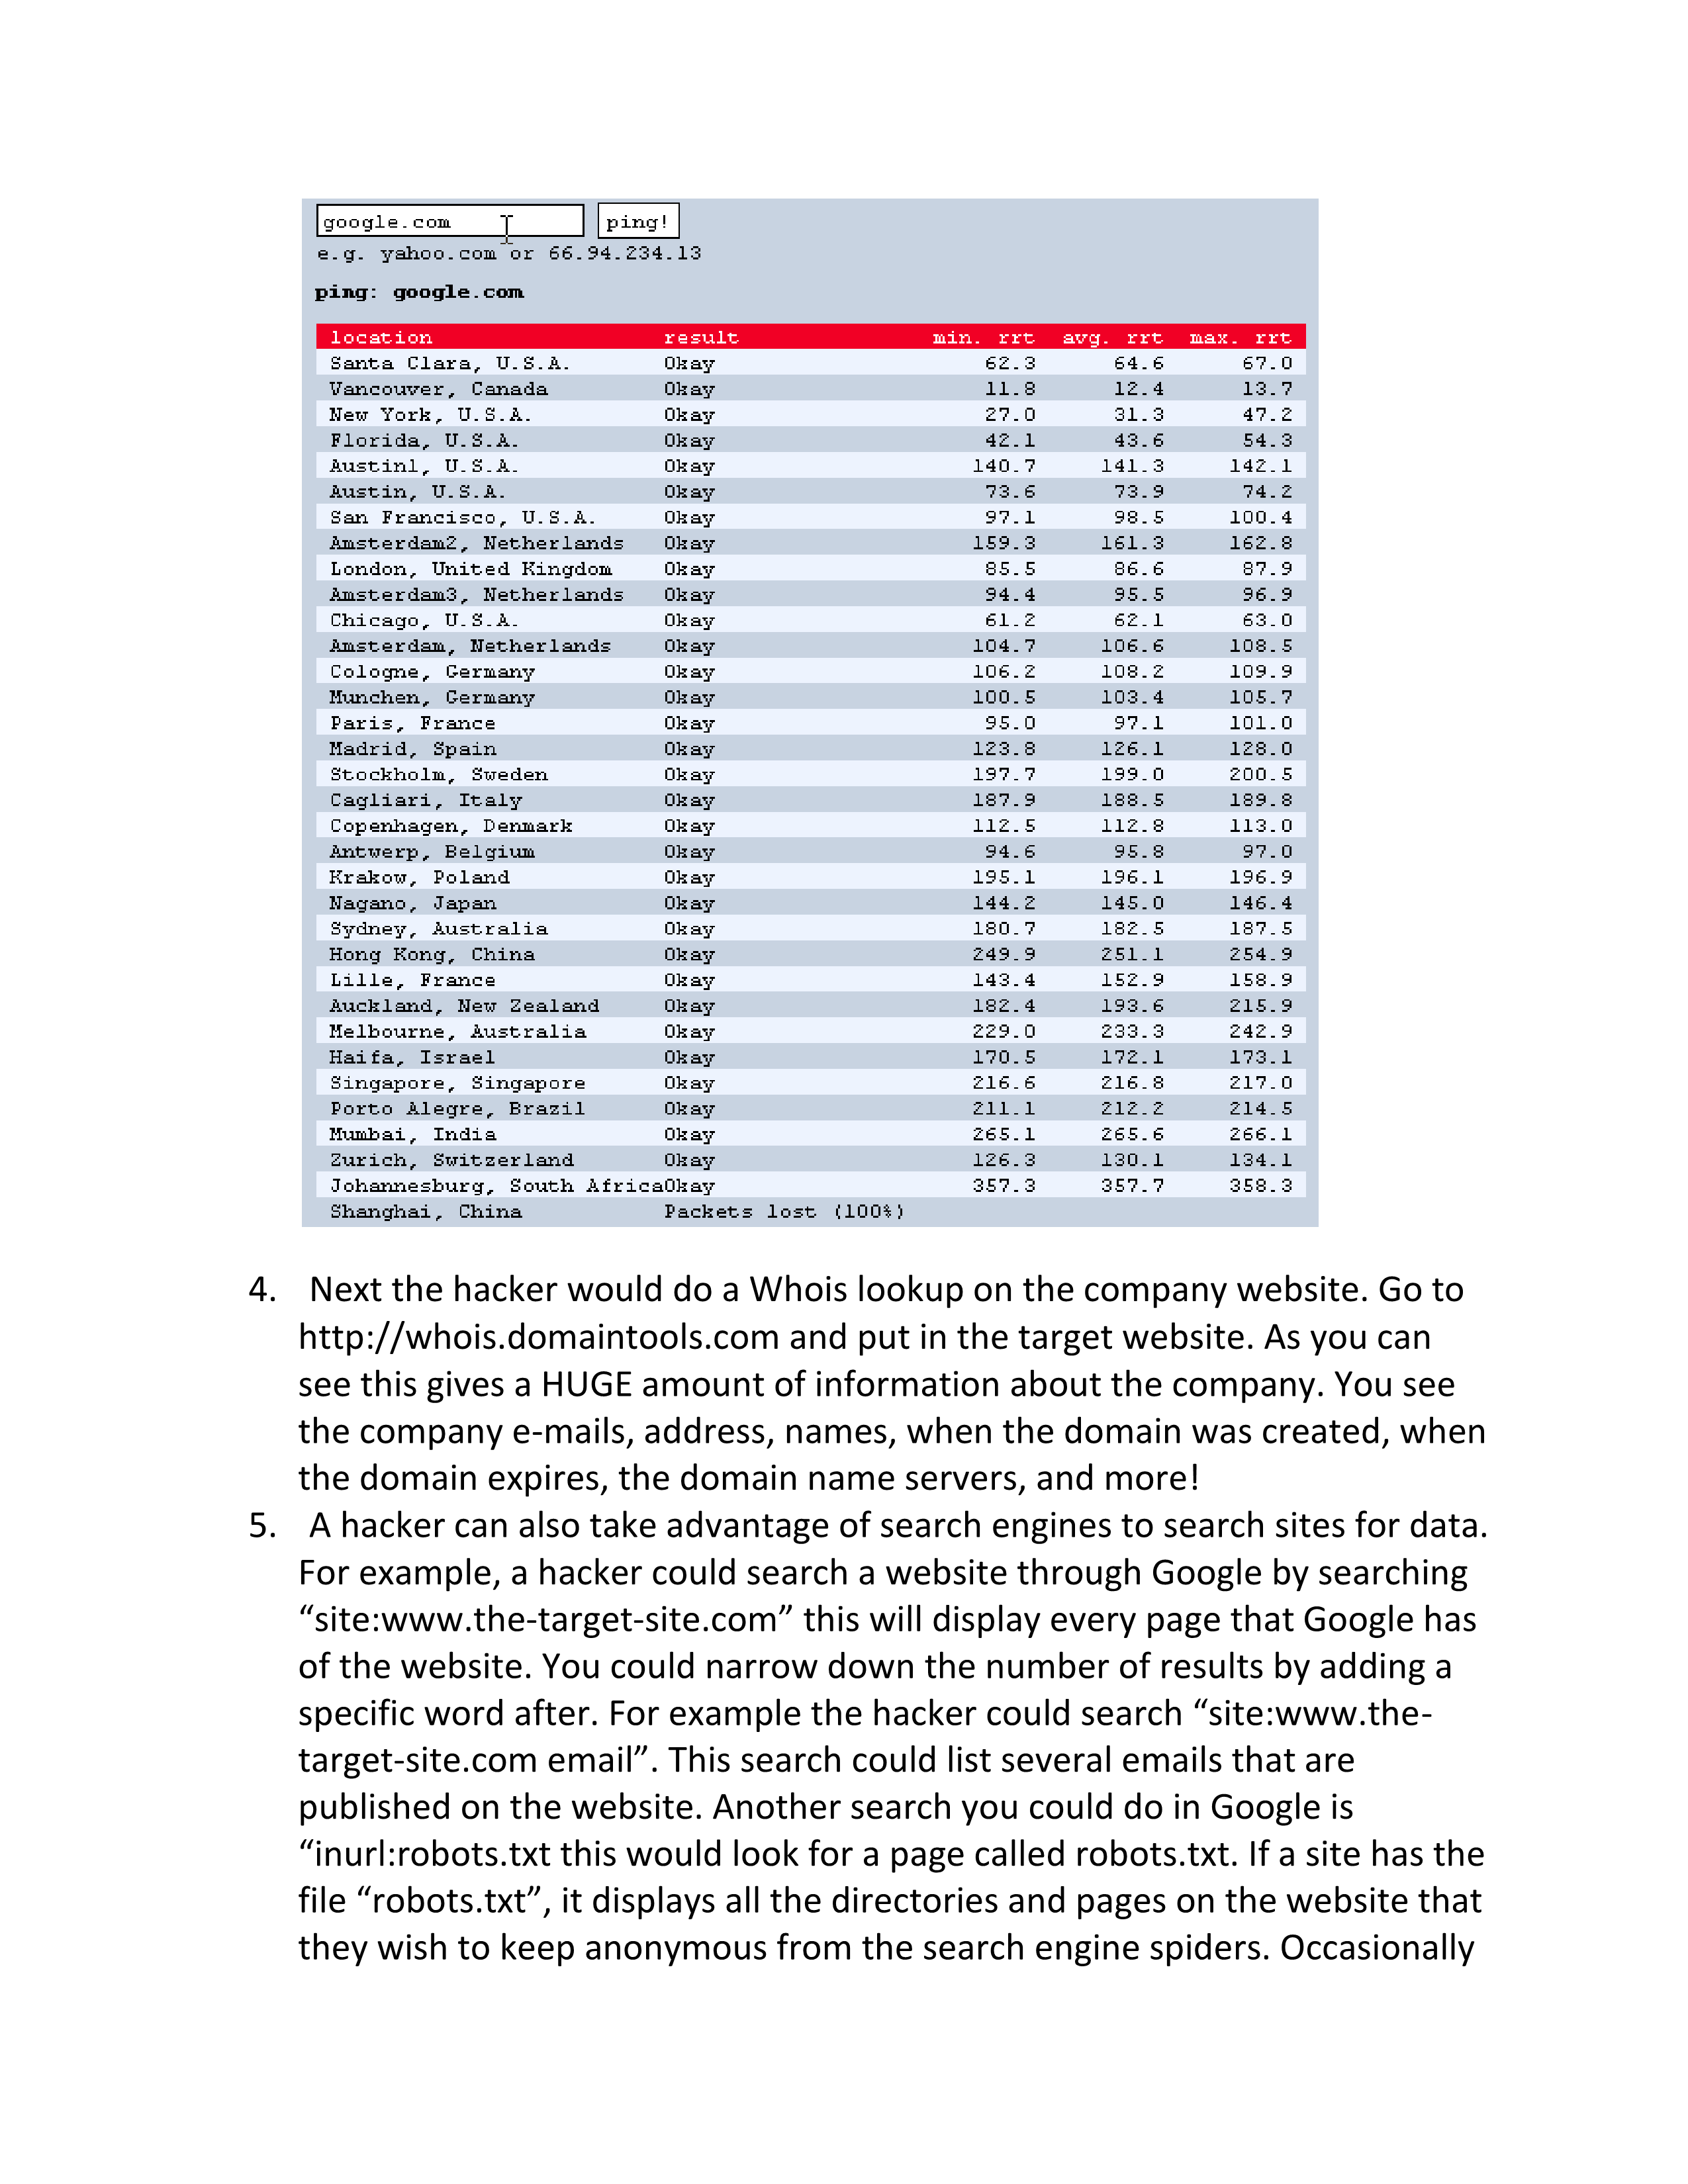 google.com ping!
e.g. yahoo.com or 66.94.234.13
ping: google.com
location result min. rrt avg. rrt max. rrt
Santa Clara, U.S.A. Okay 62.3 64.6 67.0
Vancouver, Canada Okay 11.8 12.4 13.7
New York, U.S.A. Okay 27.0 31.3 47.2
Florida, U.S.A. Okay 42.1 43.6 54.3
Austin1, U.S.A. Okay 140.7 141.3 142.1
Austin, U.S.A. Okay 73.6 73.9 74.2
San Francisco, U.S.A. Okay 97.1 98.5 100.4
Amsterdam2, Netherlands Okay 159.3 161.3 162.8
London, United Kingdom Okay 85.5 86.6 87.9
Amsterdam3, Netherlands Okay 94.4 95.5 96.9
Chicago, U.S.A. Okay 61.2 62.1 63.0
Amsterdam, Netherlands Okay 104.7 106.6 108.5
Cologne, Germany Okay 106.2 108.2 109.9
Munchen, Germany Okay 100.5 103.4 105.7
Paris, France Okay 95.0 97.1 101.0
Madrid, Spain Okay 123.8 126.1 128.0
Stockholm, Sweden Okay 197.7 199.0 200.5
Cagliari, Italy Okay 187.9 188.5 189.8
Copenhagen, Denmark Okay 112.5 112.8 113.0
Antwerp, Belgium Okay 94.6 95.8 97.0
Krakow, Poland Okay 195.1 196.1 196.9
Nagano, Japan Okay 144.2 145.0 146.4
Sydney, Australia Okay 180.7 182.5 187.5
Hong Kong, China Okay 249.9 251.1 254.9
Lille, France Okay 143.4 152.9 158.9
Auckland, New Zealand Okay 182.4 193.6 215.9
Melbourne, Australia Okay 229.0 233.3 242.9
Haifa, Israel Okay 170.5 172.1 173.1
Singapore, Singapore Okay 216.6 216.8 217.0
Porto Alegre, Brazil Okay 211.1 212.2 214.5
Mumbai, India Okay 265.1 265.6 266.1
Zurich, Switzerland Okay 126.3 130.1 134.1
Johannesburg, South AfricaOkay 357.3 357.7 358.3
Shanghai, China Packets lost (100%)
4. Next the hacker would do a Whois lookup on the company website. Go to
http://whois.domaintools.com and put in the target website. As you can
see this gives a HUGE amount of information about the company. You see
the company e-mails, address, names, when the domain was created, when
the domain expires, the domain name servers, and more!
5. A hacker can also take advantage of search engines to search sites for data.
For example, a hacker could search a website through Google by searching
“site:www.the-target-site.com” this will display every page that Google has
of the website. You could narrow down the number of results by adding a
specific word after. For example the hacker could search “site:www.the-
target-site.com email”. This search could list several emails that are
published on the website. Another search you could do in Google is
“inurl:robots.txt this would look for a page called robots.txt. If a site has the
file “robots.txt”, it displays all the directories and pages on the website that
they wish to keep anonymous from the search engine spiders. Occasionally